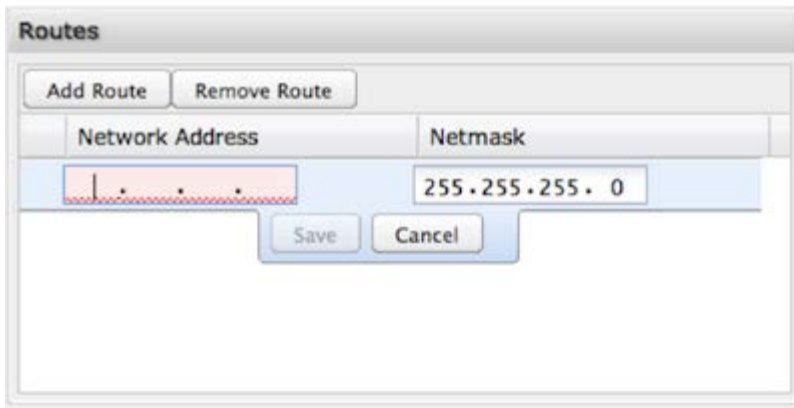 Routes
Add Route Remove Route
Network Address Netmask
. . . 255.255.255. 0
Save Cancel